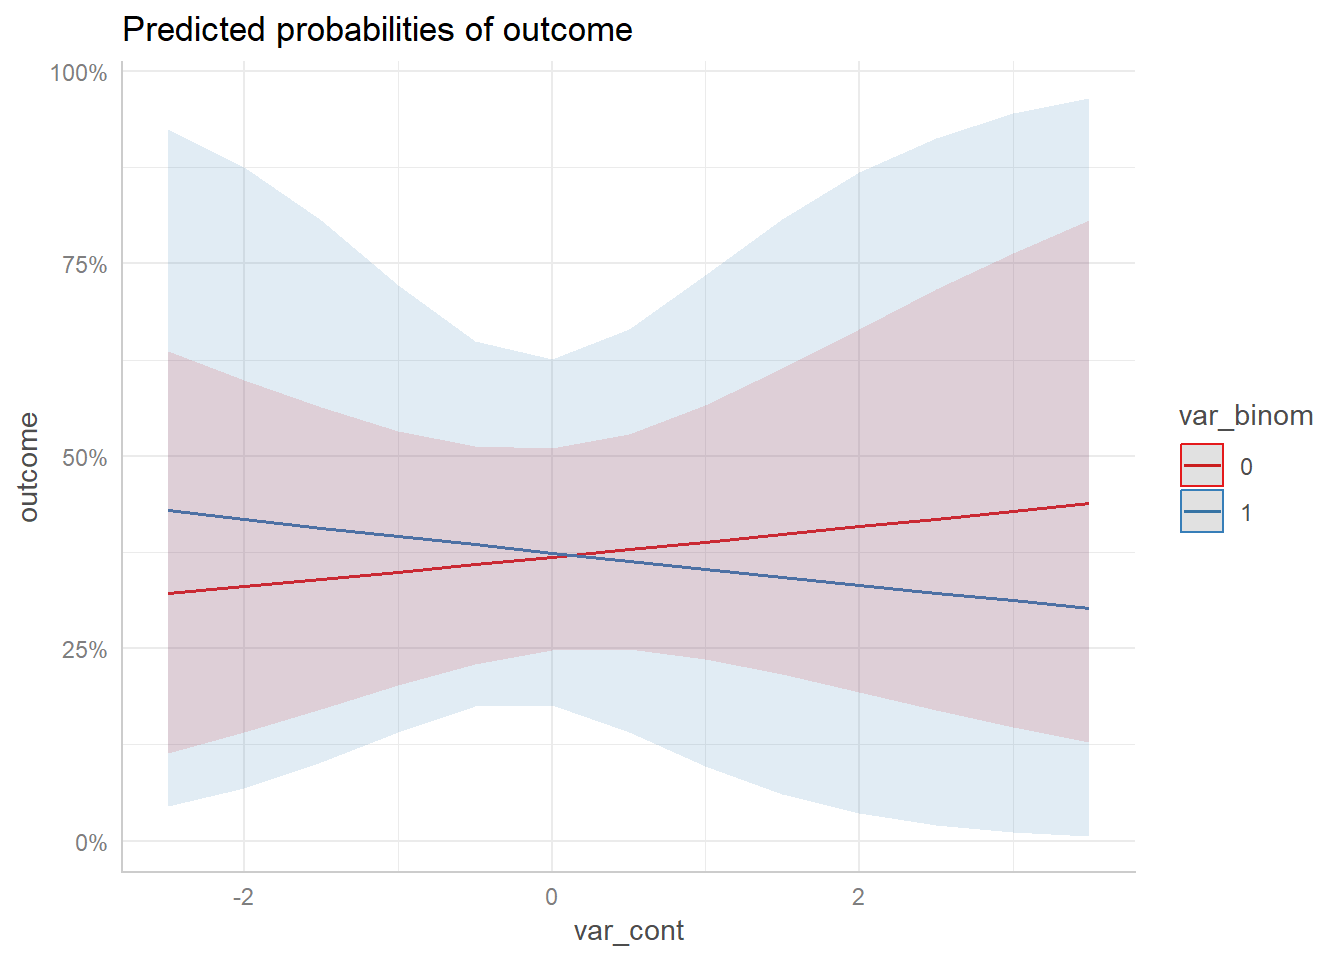 Predicted probabilities of outcome
100%
75%
50%
25%
0%
outcome
-2
0
2
var_cont
var_binom
0
1